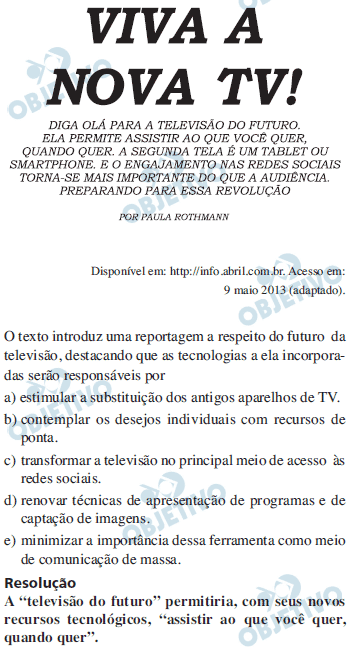 VIVA A
NOVA TV!
DIGA OLÁ PARA A TELEVISÃO DO FUTURO.
ELA PERMITE ASSISTIR AO QUE VOCÊ QUER,
QUANDO QUER. A SEGUNDA TELA É UM TABLET OU
SMARTPHONE. E O ENGAJAMENTO NAS REDES SOCIAIS
TORNA-SE MAIS IMPORTANTE DO QUE A AUDIÊNCIA.
PREPARANDO PARA ESSA REVOLUÇÃO
POR PAULA ROTHMANN
Disponível em: http://info.abril.com.br. Acesso em:
9 maio 2013 (adaptado).
O texto introduz uma reportagem a respeito do futuro da
televisão, destacando que as tecnologias a ela incorpora-
das serão responsáveis por
a) estimular a substituição dos antigos aparelhos de TV.
b) contemplar os desejos individuais com recursos de
ponta.
c) transformar a televisão no principal meio de acesso às
redes sociais.
d) renovar técnicas de apresentação de programas e de
captação de imagens.
e) minimizar a importância dessa ferramenta como meio
de comunicação de massa.
Resolução
A “televisão do futuro” permitiria, com seus novos
recursos tecnológicos, “assistir ao que você quer,
quando quer”.
OBJETIVO
OBJETIVO
OBJETIVO
OBJETIVO
OBJETIVO
OBJETIVO